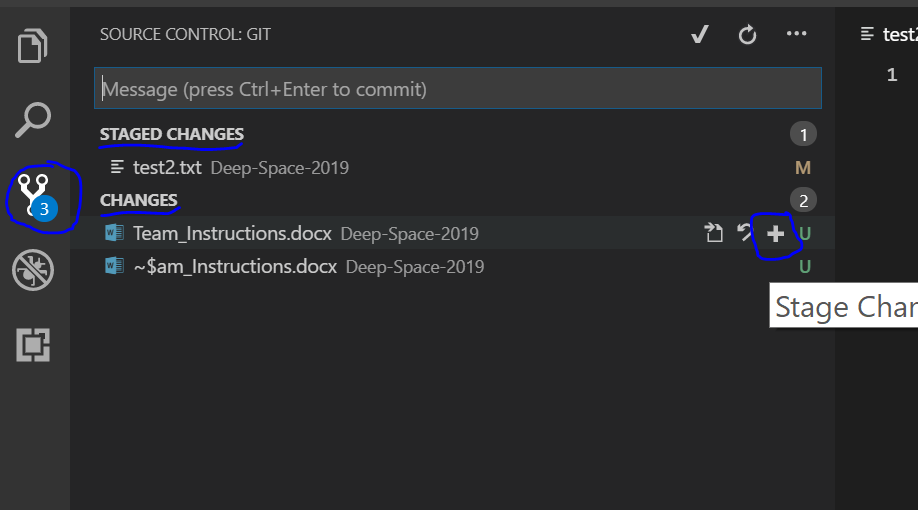 SOURCE CONTROL: GIT
test2
Message (press Ctrl+Enter to commit)
1
STAGED CHANGES 1
test2.txt Deep-Space-2019 M
3
CHANGES 2
Team_Instructions.docx Deep-Space-2019 U
~$am_Instructions.docx Deep-Space-2019 U
Stage Chan